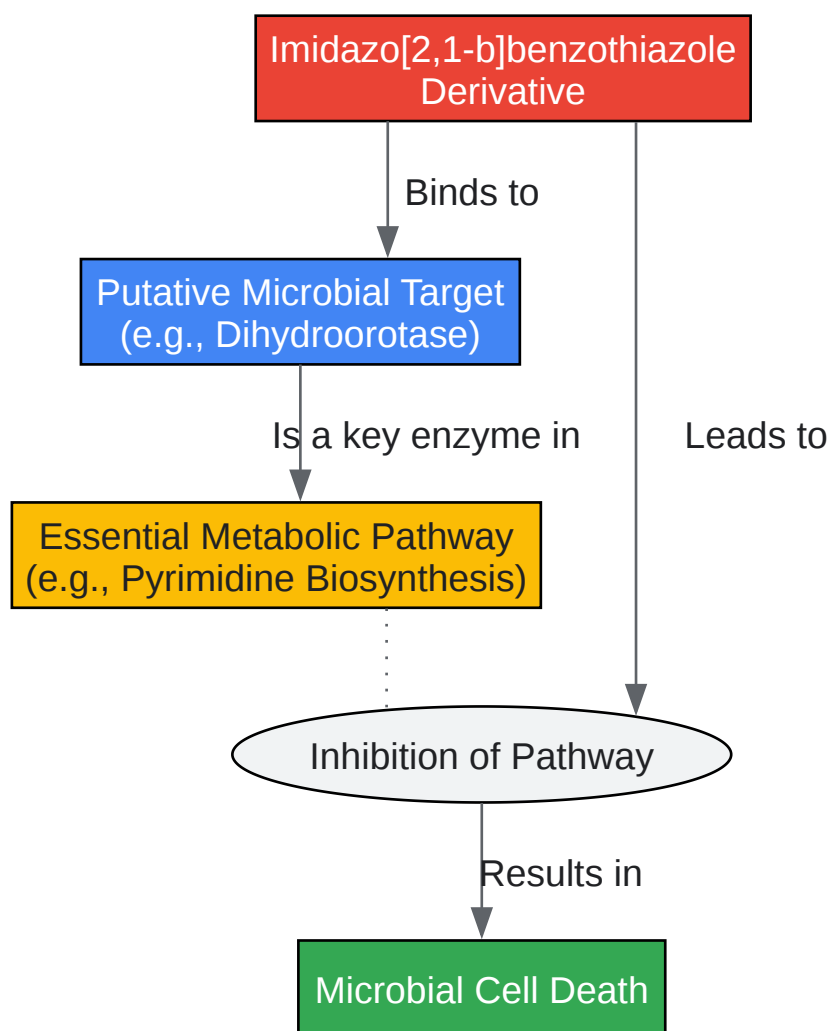 Imidazo[2,1-b]benzothiazole
Derivative
Binds to
Putative Microbial Target
(e.g., Dihydroorotase)
Is a key enzyme in
Leads to
Essential Metabolic Pathway
(e.g., Pyrimidine Biosynthesis)
Inhibition of Pathway
Results in
Microbial Cell Death